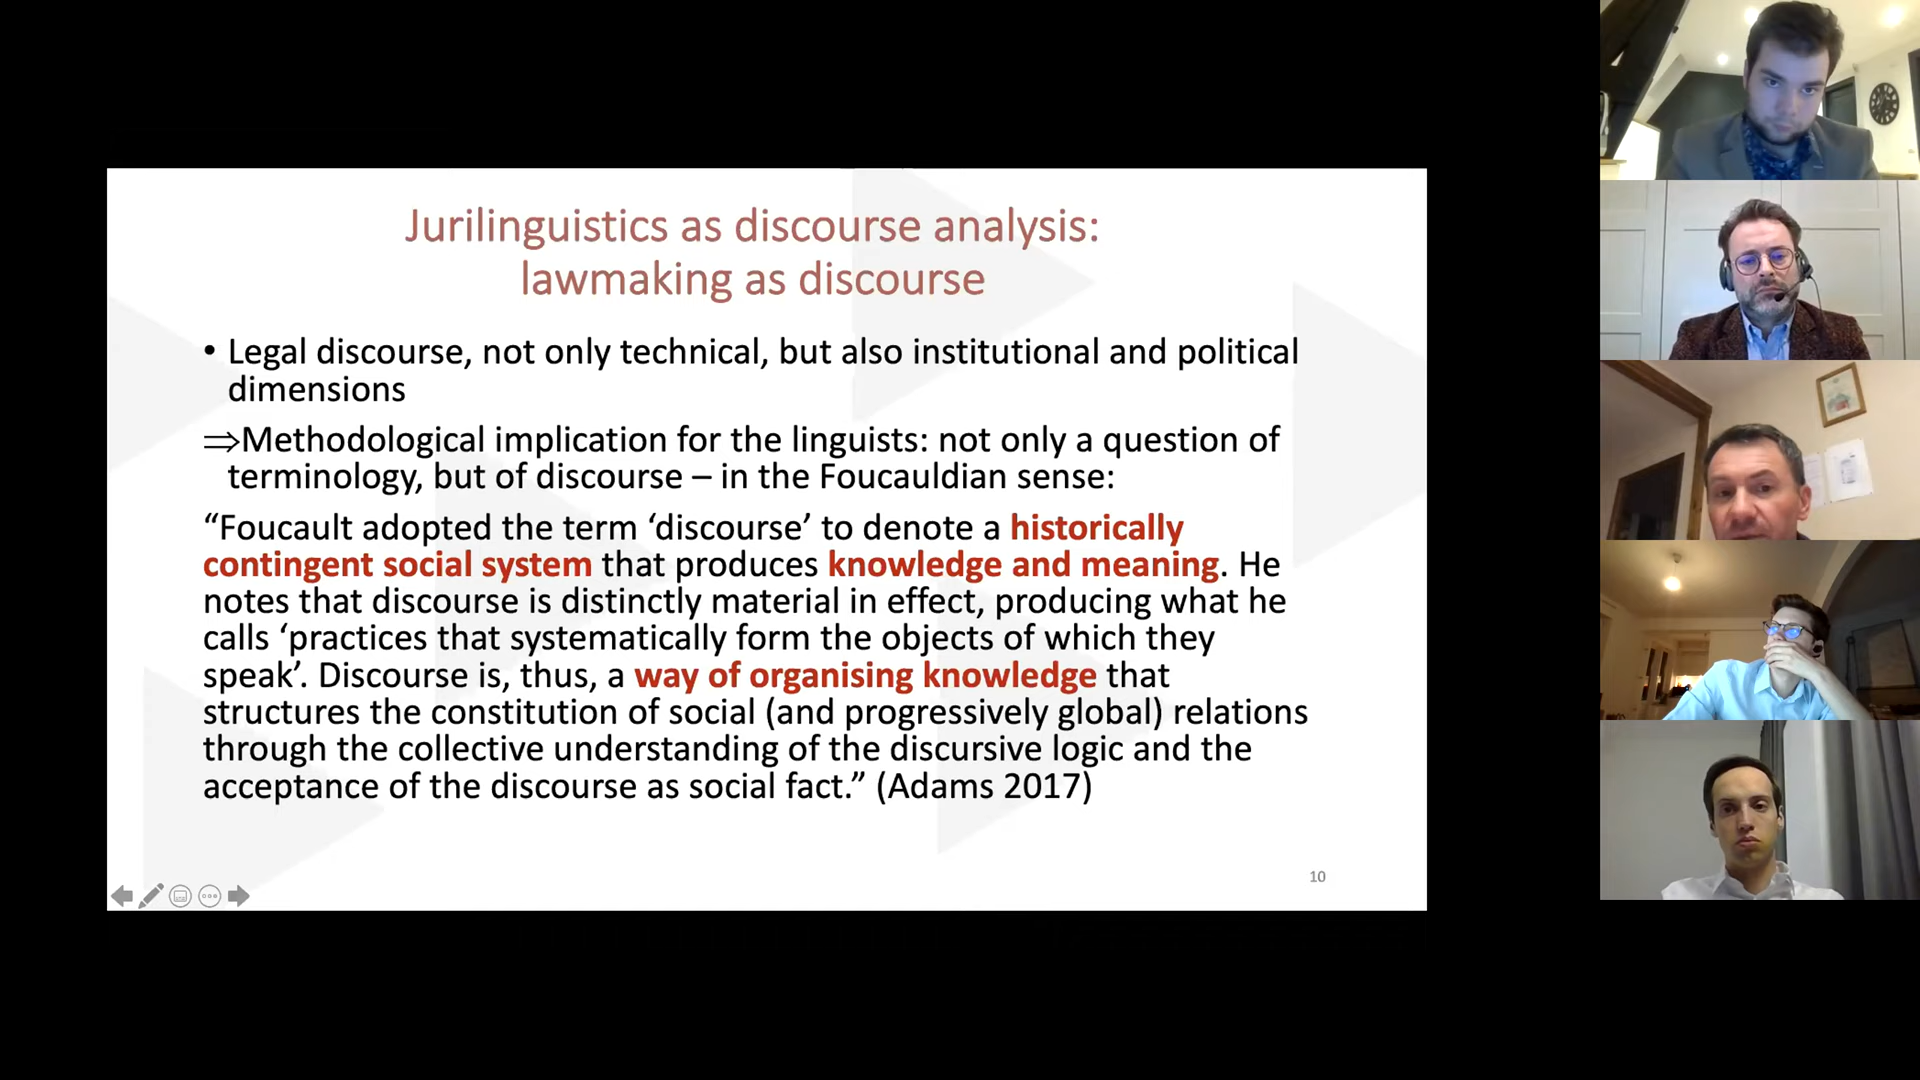 Jurilinguistics as discourse analysis:
lawmaking as discourse
• Legal discourse, not only technical, but also institutional and political
dimensions
⇒Methodological implication for the linguists: not only a question of
terminology, but of discourse – in the Foucauldian sense:
“Foucault adopted the term ‘discourse’ to denote a historically
contingent social system that produces knowledge and meaning. He
notes that discourse is distinctly material in effect, producing what he
calls ‘practices that systematically form the objects of which they
speak’. Discourse is, thus, a way of organising knowledge that
structures the constitution of social (and progressively global) relations
through the collective understanding of the discursive logic and the
acceptance of the discourse as social fact.” (Adams 2017)
10